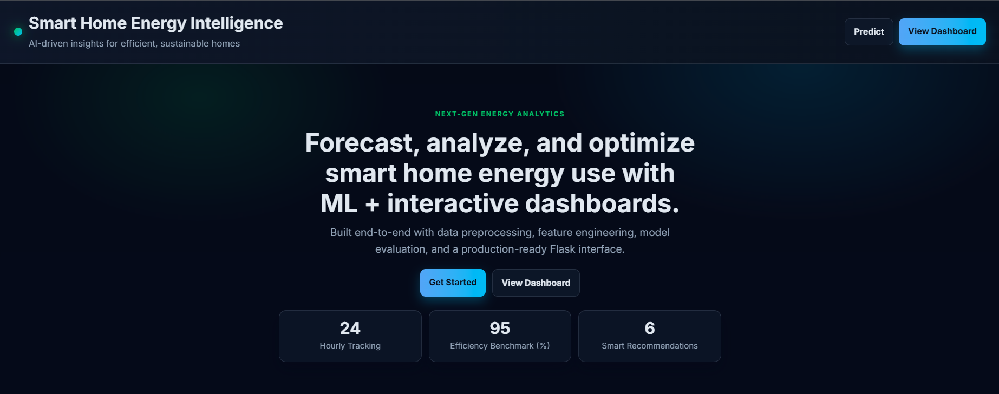 Smart Home Energy Intelligence
AI-driven insights for efficient, sustainable homes
Predict
View Dashboard
NEXT-GEN ENERGY ANALYTICS
Forecast, analyze, and optimize
smart home energy use with
ML + interactive dashboards.
Built end-to-end with data preprocessing, feature engineering, model
evaluation, and a production-ready Flask interface.
Get Started
View Dashboard
24
Hourly Tracking
95
Efficiency Benchmark (%)
6
Smart Recommendations